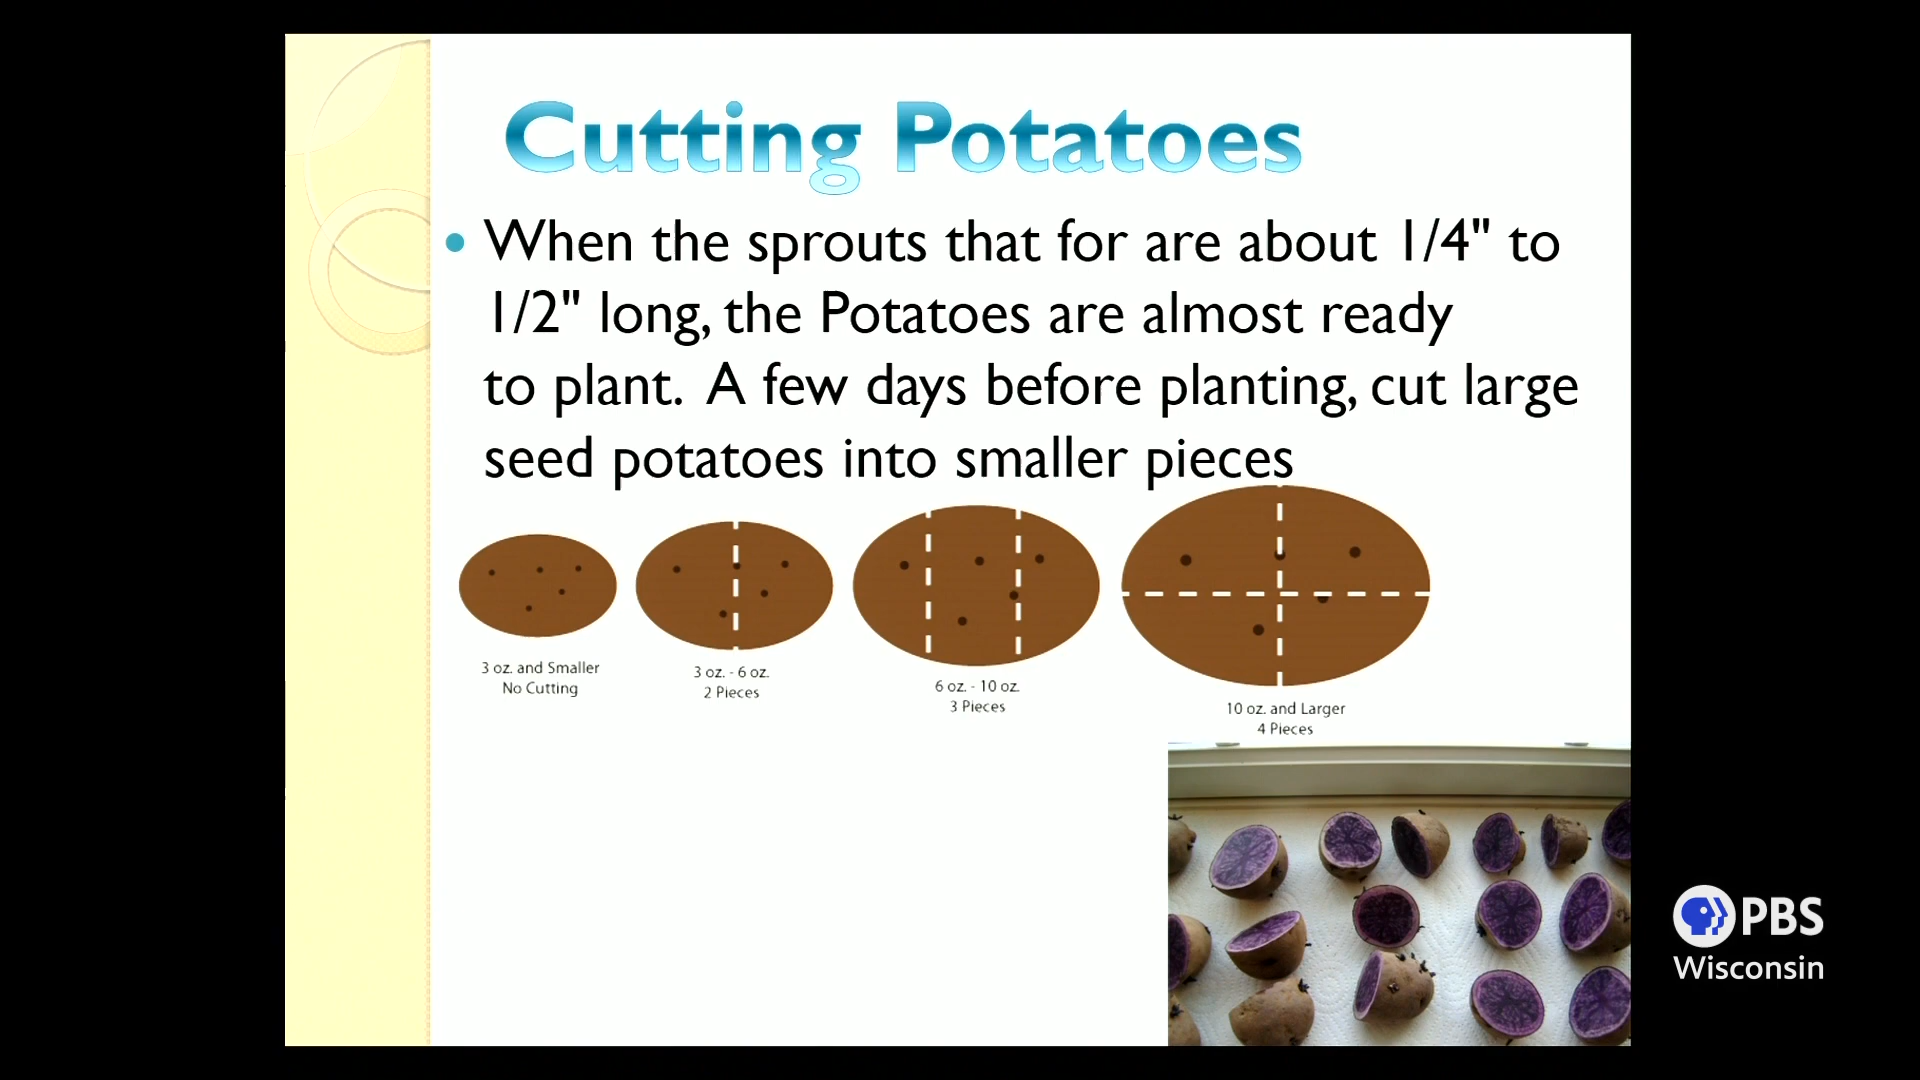 Cutting Potatoes
• When the sprouts that for are about 1/4" to
1/2" long, the Potatoes are almost ready
to plant. A few days before planting, cut large
seed potatoes into smaller pieces
3 oz. and Smaller
No Cutting
3 oz. - 6 oz.
2 Pieces
6 oz. - 10 oz.
3 Pieces
10 oz. and Larger
4 Pieces
PBS
Wisconsin